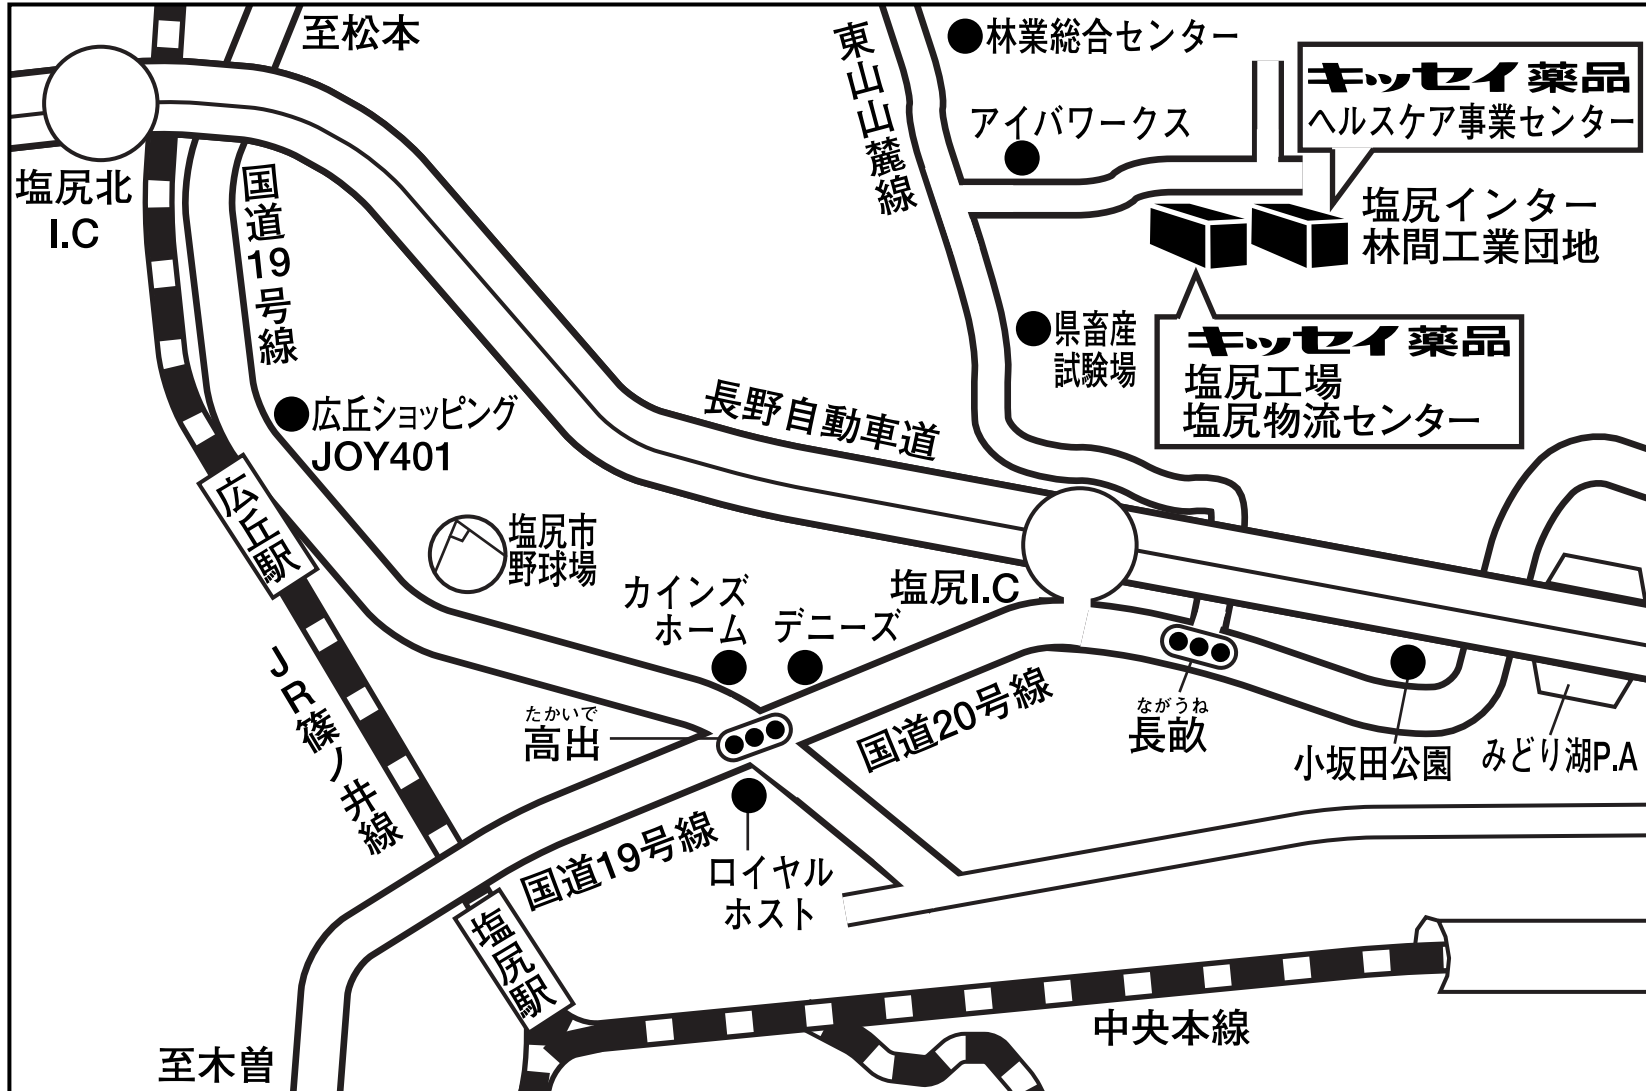 至松本
東山山麓線
林業総合センター
キッセイ薬品
ヘルスケア事業センター
アイバワークス
塩尻北
I.C
国道19号線
塩尻インター
林間工業団地
県畜産
試験場
キッセイ薬品
塩尻工場
塩尻物流センター
広丘ショッピング
JOY401
長野自動車道
広丘駅
塩尻市
野球場
カインズ
ホーム
デニーズ
塩尻I.C
JR篠ノ井線
たかいで
高出
国道20号線
ながうね
長畝
小坂田公園
みどり湖P.A
国道19号線
ロイヤル
ホスト
塩尻駅
中央本線
至木曽